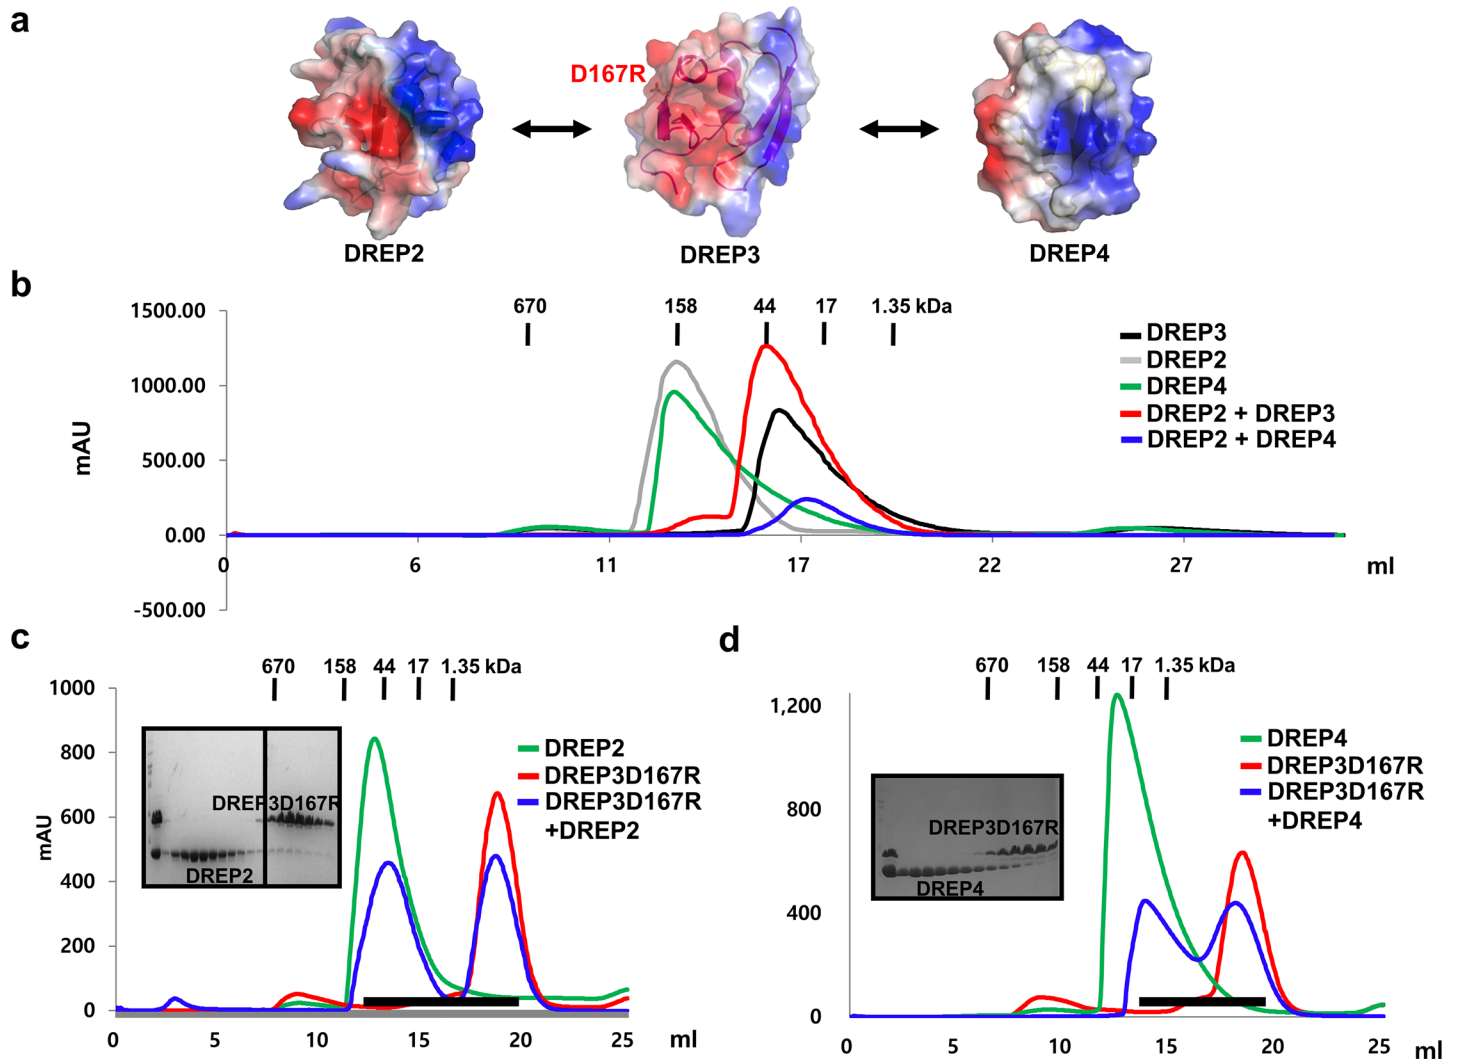 a
D167R
DREP2
DREP3
DREP4
b
670 158 44 17 1.35 kDa
1500.00
1000.00
500.00
0.00
-500.00
mAU
0 6 11 17 22 27 ml
DREP3
DREP2
DREP4
DREP2 + DREP3
DREP2 + DREP4
c
670 158 44 17 1.35 kDa
1000
800
600
400
200
0
mAU
DREP3D167R
DREP2
DREP2
DREP3D167R
DREP3D167R
+DREP2
0 5 10 15 20 25 ml
d
670 158 44 17 1.35 kDa
1,200
800
400
0
DREP3D167R
DREP4
DREP4
DREP3D167R
DREP3D167R
+DREP4
0 5 10 15 20 25 ml